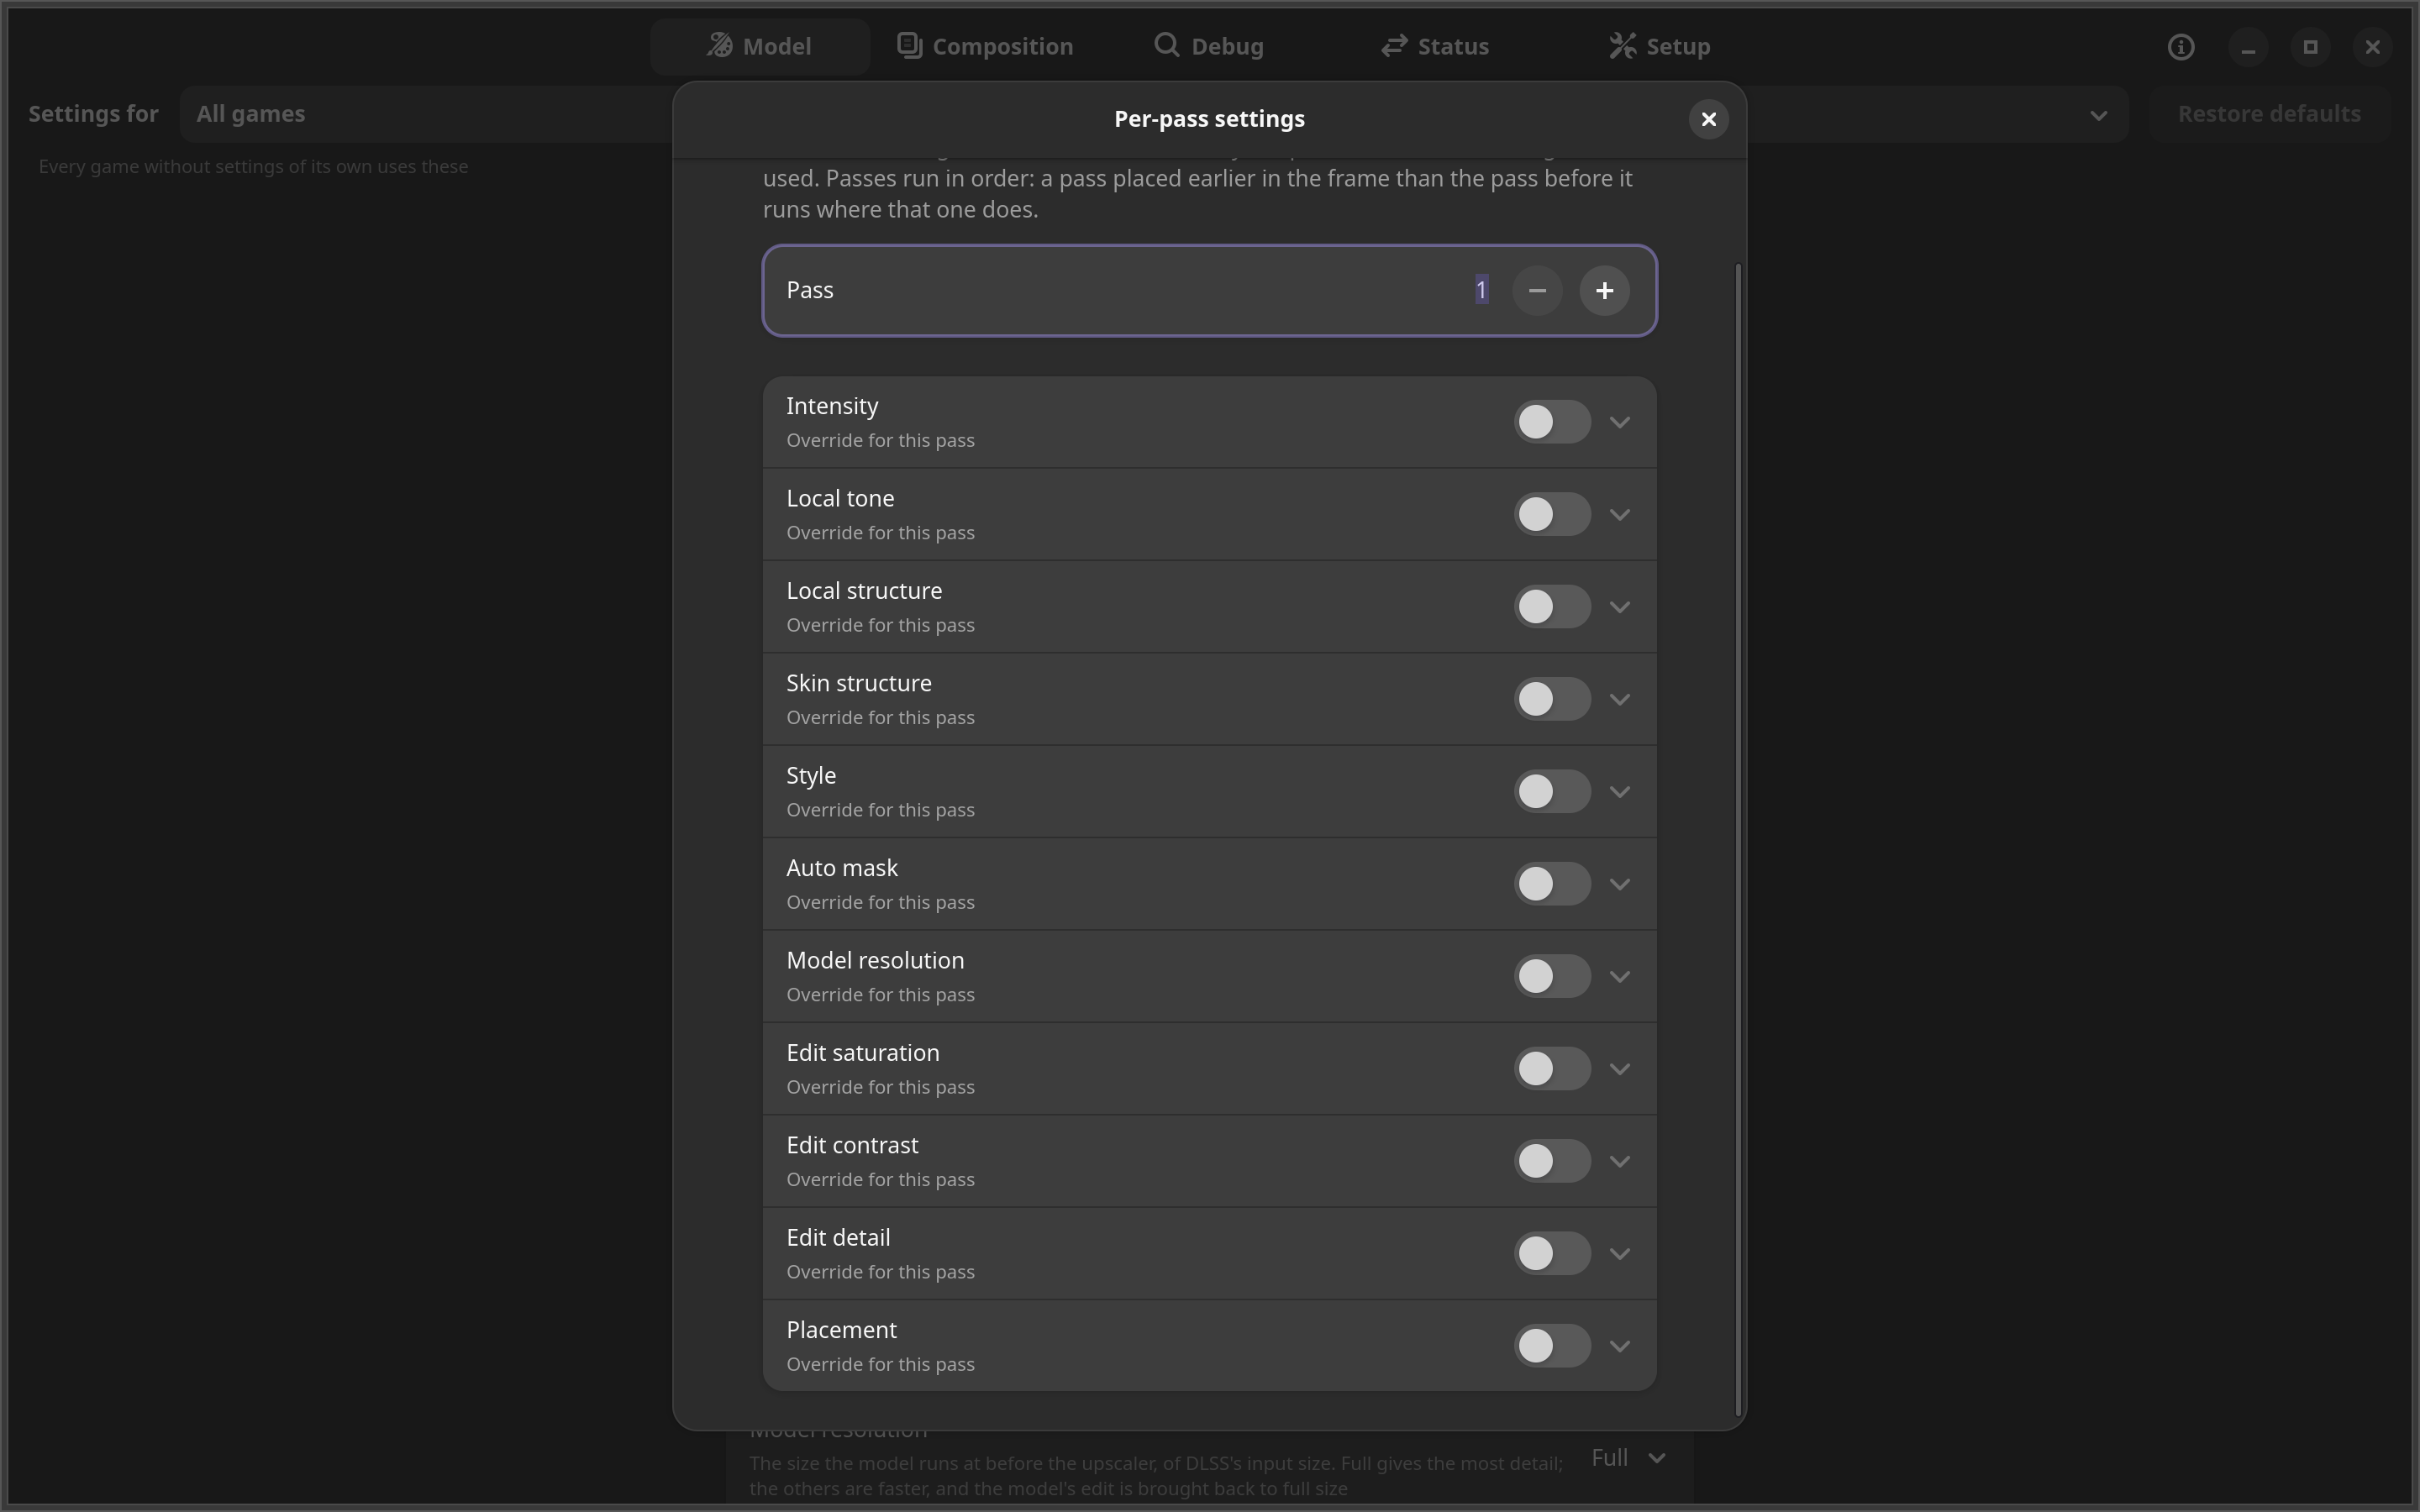 Model
Composition
Debug
Status
Setup
Settings for
All games
Restore defaults
Every game without settings of its own uses these
Per-pass settings
used. Passes run in order: a pass placed earlier in the frame than the pass before it
runs where that one does.
Pass
1
Intensity
Override for this pass
Local tone
Override for this pass
Local structure
Override for this pass
Skin structure
Override for this pass
Style
Override for this pass
Auto mask
Override for this pass
Model resolution
Override for this pass
Edit saturation
Override for this pass
Edit contrast
Override for this pass
Edit detail
Override for this pass
Placement
Override for this pass
Model resolution
Full
The size the model runs at before the upscaler, of DLSS's input size. Full gives the most detail;
the others are faster, and the model's edit is brought back to full size